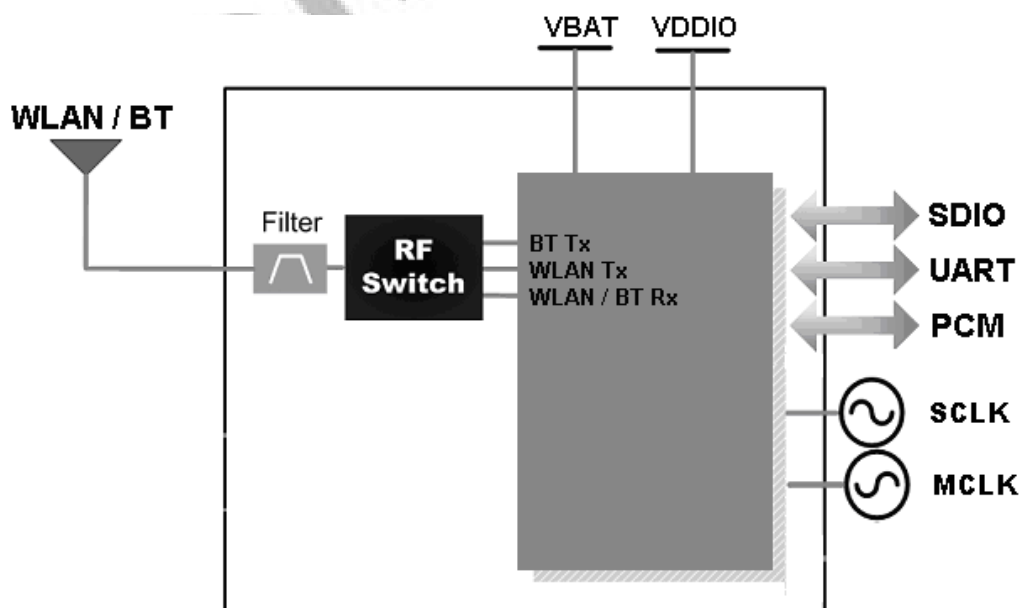 VBAT VDDIO
WLAN / BT
Filter
RF
Switch
BT Tx
WLAN Tx
WLAN / BT Rx
SDIO
UART
PCM
SCLK
MCLK